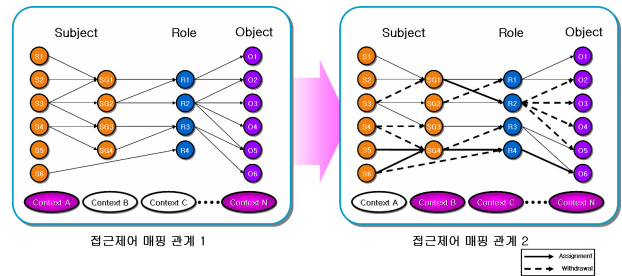 Subject Role Object
S1 O1
S2 SG1 R1 O2
S3 SG2 R2 O3
S4 SG3 R3 O4
S5 SG4 R4 O5
S6 O6
Context A Context B Context C Context N
접근제어 매핑 관계 1
Subject Role Object
S1 O1
S2 SG1 R1 O2
S3 SG2 R2 O3
S4 SG3 R3 O4
S5 SG4 R4 O5
S6 O6
Context A Context B Context C Context N
접근제어 매핑 관계 2
Assignment
Withdrawal